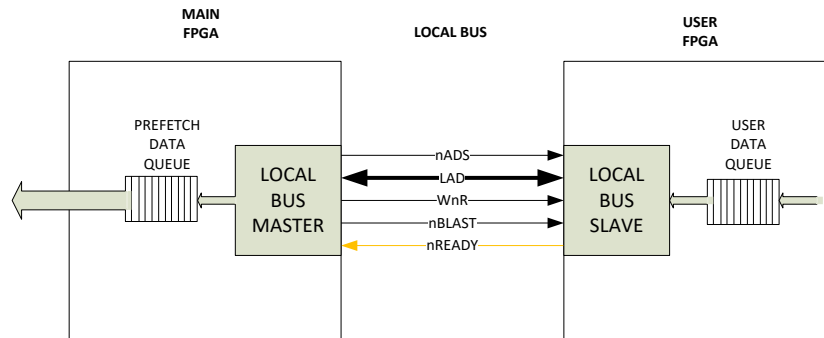 MAIN
FPGA
LOCAL BUS
USER
FPGA
PREFETCH
DATA
QUEUE
LOCAL
BUS
MASTER
nADS
LAD
WnR
nBLAST
nREADY
LOCAL
BUS
SLAVE
USER
DATA
QUEUE